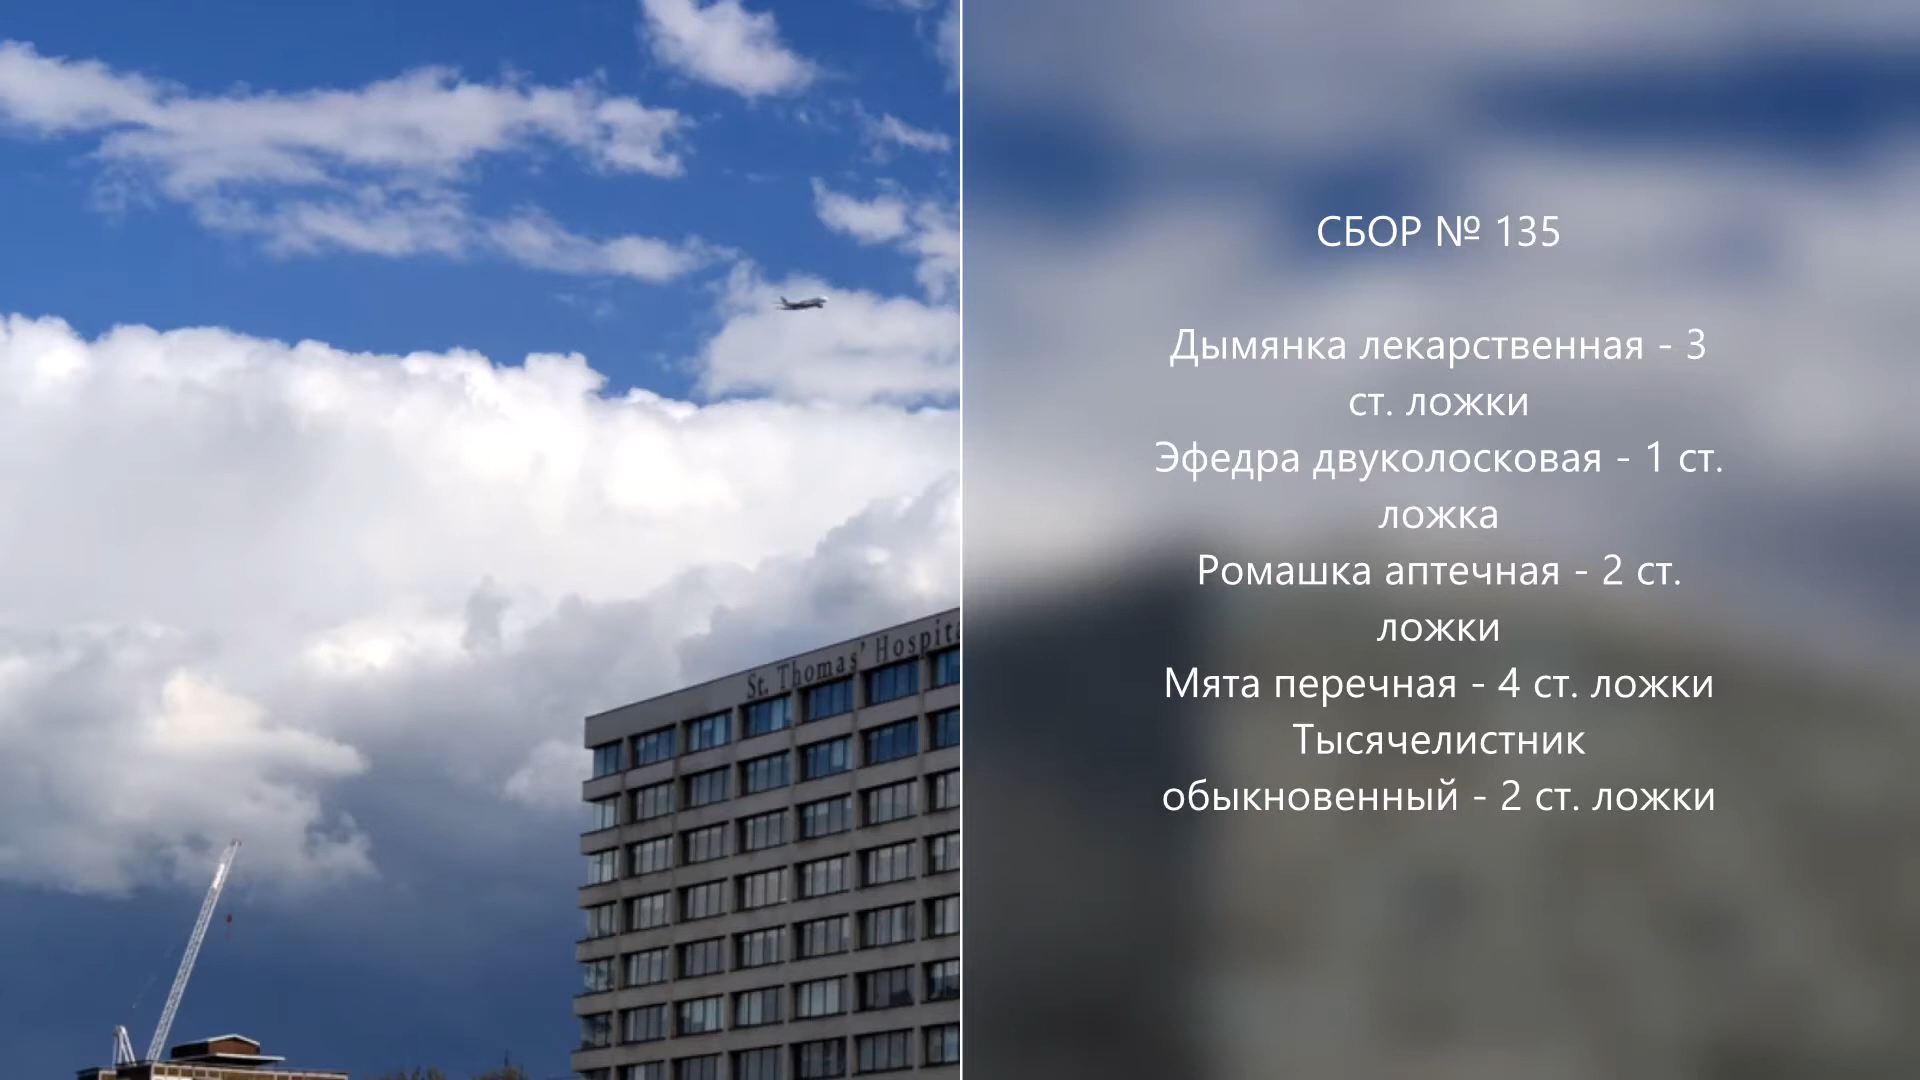 St. Thomas' Hospit
СБОР № 135
Дымянка лекарственная - 3
ст. ложки
Эфедра двуколосковая - 1 ст.
ложка
Ромашка аптечная - 2 ст.
ложки
Мята перечная - 4 ст. ложки
Тысячелистник
обыкновенный - 2 ст. ложки